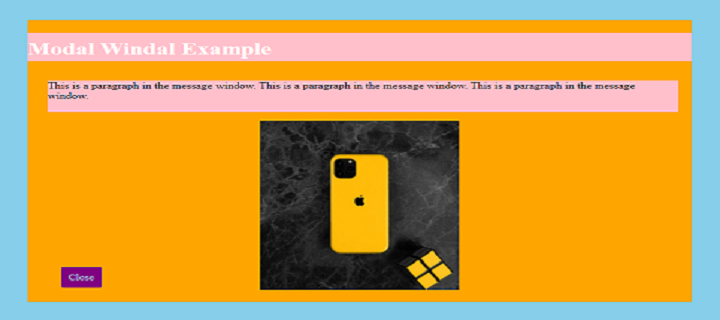 Modal Windal Example
This is a paragraph in the message window. This is a paragraph in the message window. This is a paragraph in the message
window.
Close